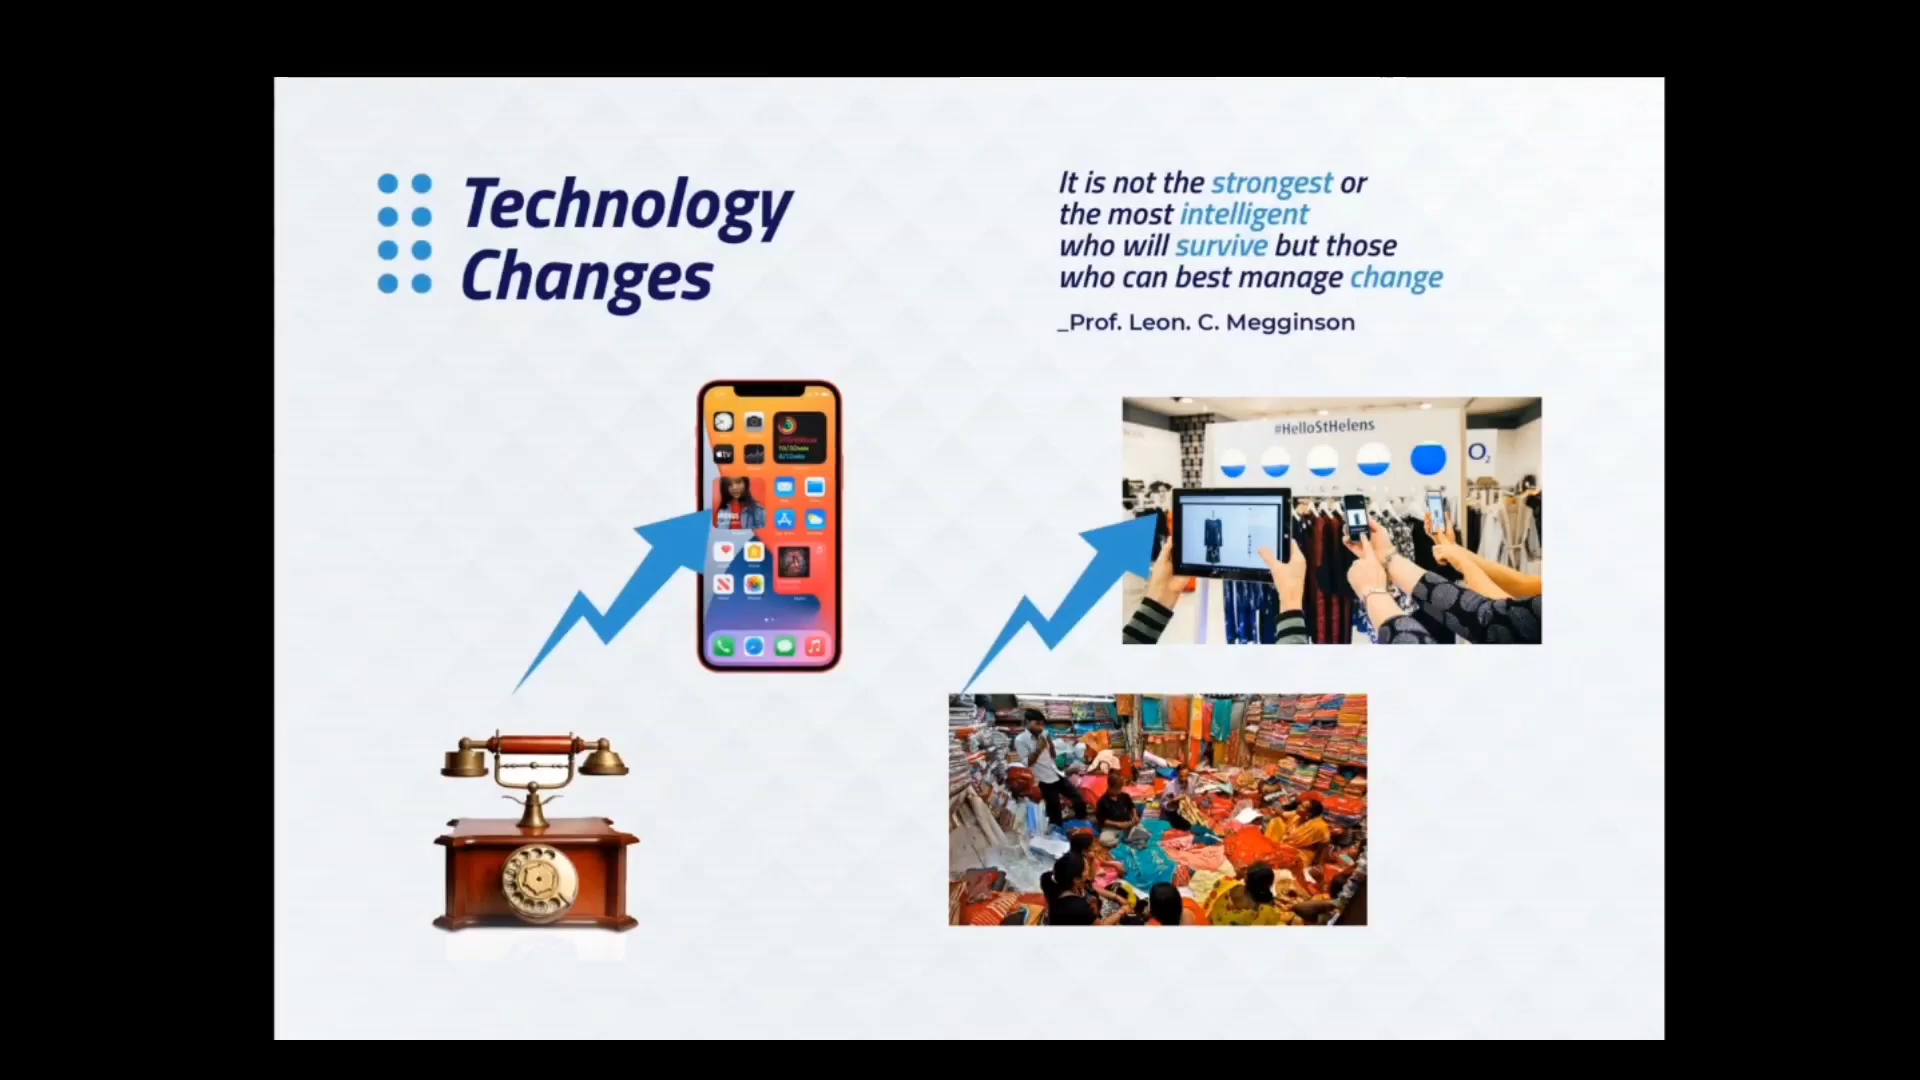 Technology
Changes
It is not the strongest or
the most intelligent
who will survive but those
who can best manage change
_Prof. Leon. C. Megginson
#HelloStHelens
O2
tv